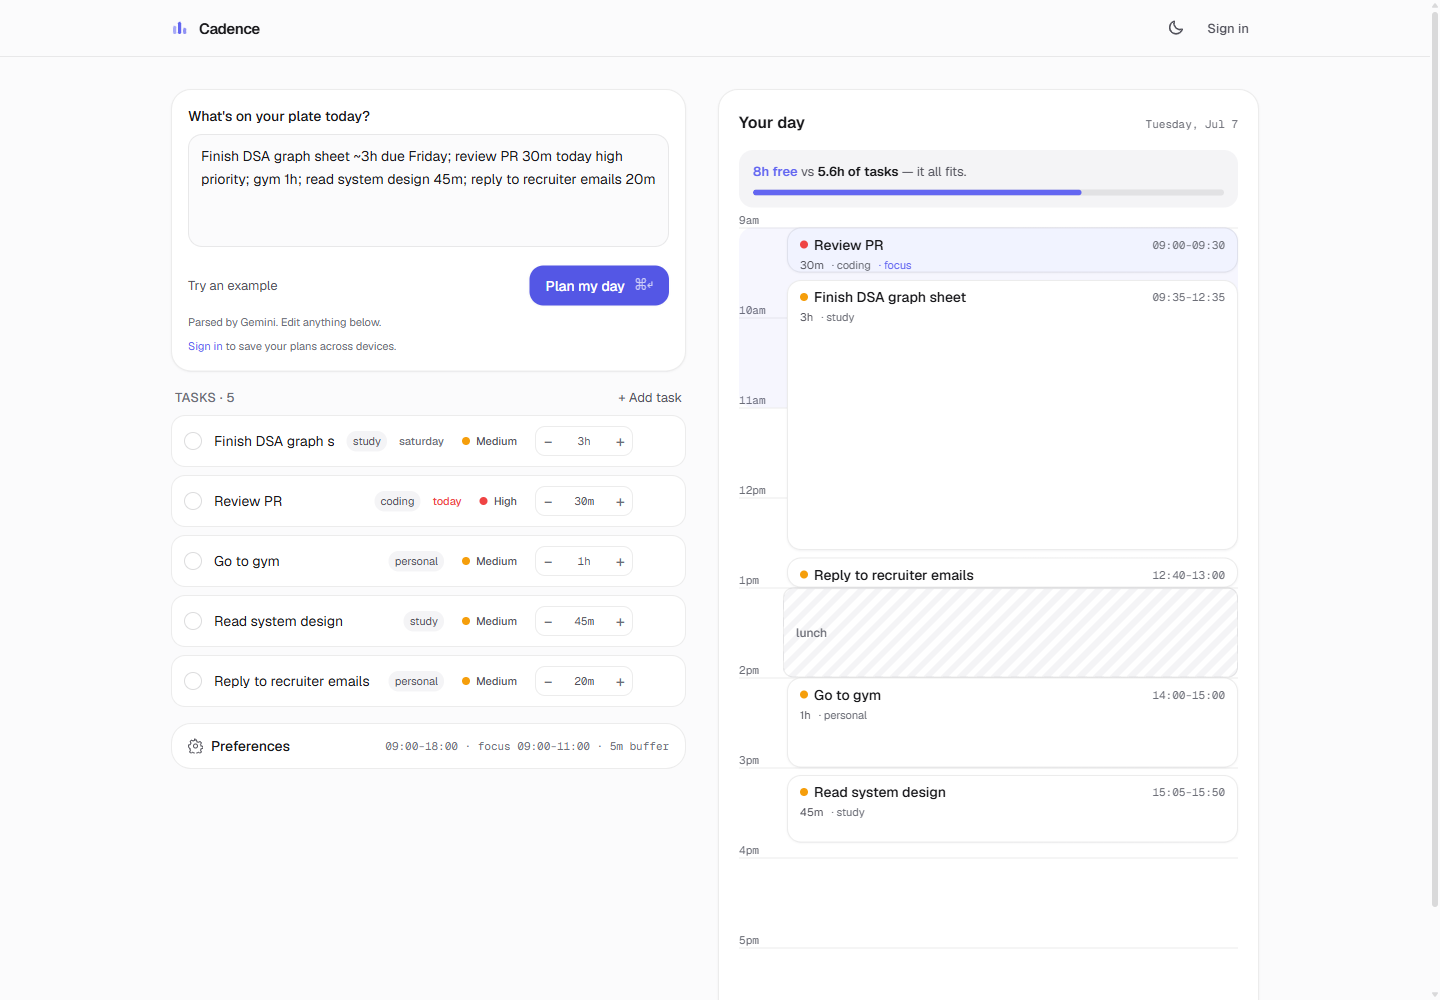 Cadence
Sign in
What's on your plate today?
Finish DSA graph sheet ~3h due Friday; review PR 30m today high
priority; gym 1h; read system design 45m; reply to recruiter emails 20m
Try an example
Plan my day ⌘↵
Parsed by Gemini. Edit anything below.
Sign in to save your plans across devices.
TASKS · 5
+ Add task
Finish DSA graph s study saturday Medium − 3h +
Review PR coding today High − 30m +
Go to gym personal Medium − 1h +
Read system design study Medium − 45m +
Reply to recruiter emails personal Medium − 20m +
Preferences 09:00-18:00 · focus 09:00-11:00 · 5m buffer
Your day
Tuesday, Jul 7
8h free vs 5.6h of tasks — it all fits.
9am
Review PR 09:00-09:30
30m · coding · focus
Finish DSA graph sheet 09:35-12:35
10am
3h · study
11am
12pm
Reply to recruiter emails 12:40-13:00
1pm
lunch
2pm
Go to gym 14:00-15:00
1h · personal
3pm
Read system design 15:05-15:50
45m · study
4pm
5pm